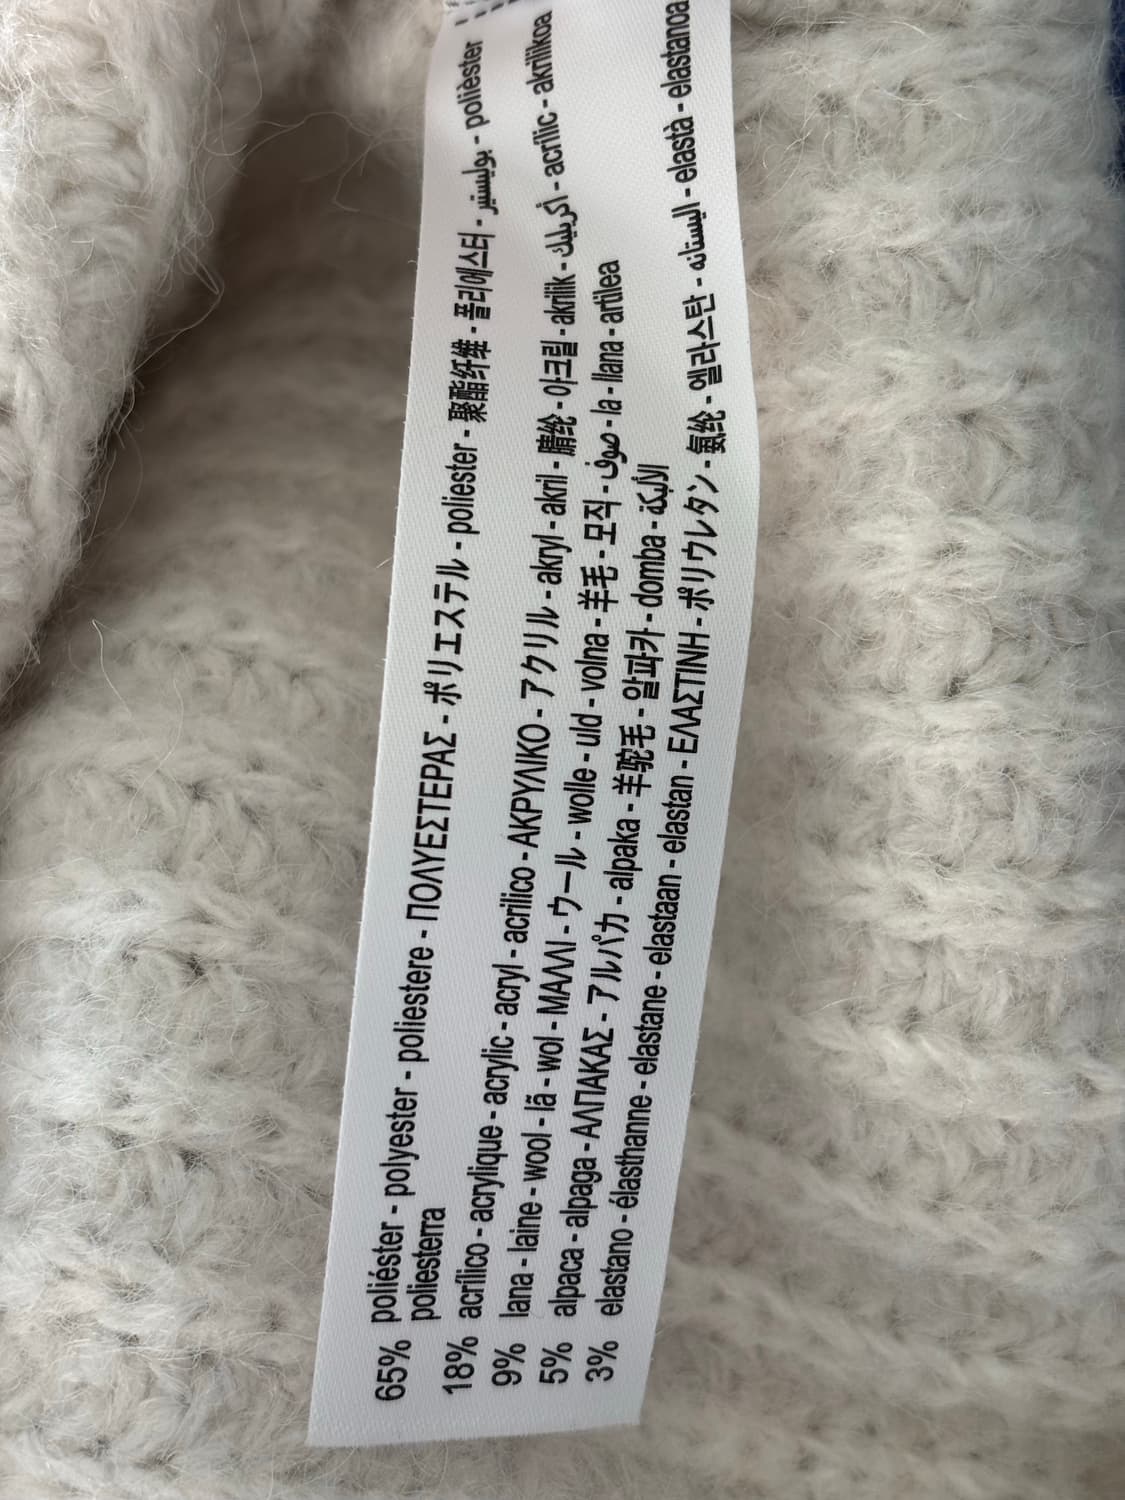 65% poliéster - polyester - poliestere - ΠΟΛΥΕΣΤΕΡΑΣ - ポリエステル - poliester - 聚酯纤维 - 폴리에스터 - بوليستير - polièster
poliesterra
18% acrílico - acrylique - acrylic - acryl - acrilico - ΑΚΡΥΛΙΚΟ - アクリル - akryl - akril - 腈纶 - 아크릴 - akrilik - أكريليك - acrílic - akrilikoa
9% lana - laine - wool - lã - wol - ΜΑΛΛΙ - ウール - wolle - uld - volna - 羊毛 - 모직 - صوف - la - llana - artilea
5% alpaca - alpaga - ΑΛΠΑΚΑΣ - アルパカ - alpaka - 羊驼毛 - 알파카 - domba - الألبكة
3% elastano - élasthanne - elastane - elastaan - elastan - ΕΛΑΣΤΙΝΗ - ポリウレタン - 氨纶 - 엘라스탄 - اليستانه - elastà - elastanoa